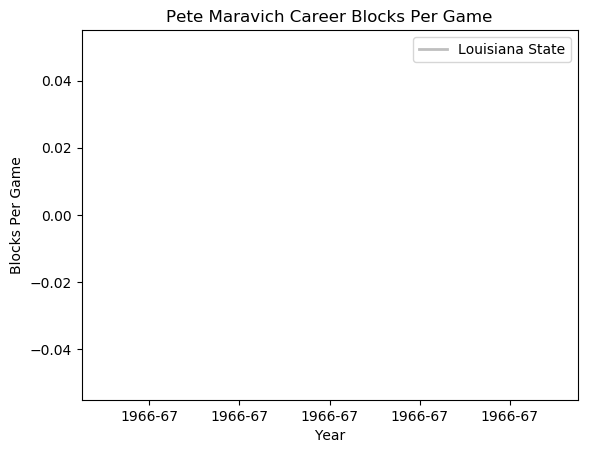 Pete Maravich Career Blocks Per Game
Louisiana State
0.04
0.02
0.00
−0.02
−0.04
Blocks Per Game
1966-67 1966-67 1966-67 1966-67 1966-67
Year